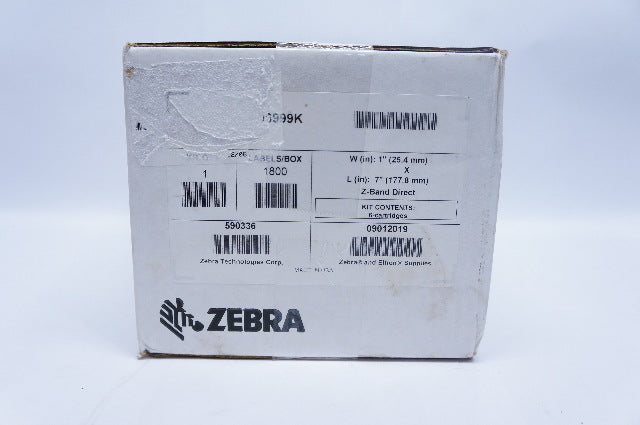 6999K
LABELS/BOX
1
1800
W (in): 1" (25.4 mm)
X
L (in): 7" (177.8 mm)
Z-Band Direct
KIT CONTENTS:
6-cartridges
590336
Zebra Technologies Corp.
09012019
Zebra® and Eltron® Supplies
ZEBRA